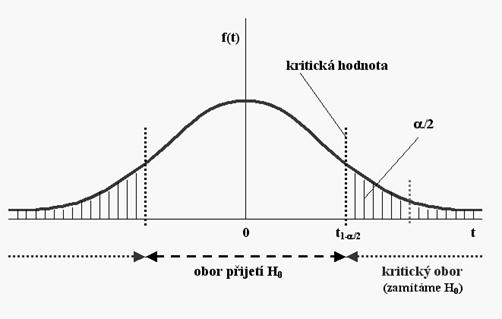 f(t)
kritická hodnota
α/2
0
t₁₋α/₂
t
obor přijetí H₀
kritický obor
(zamítáme H₀)